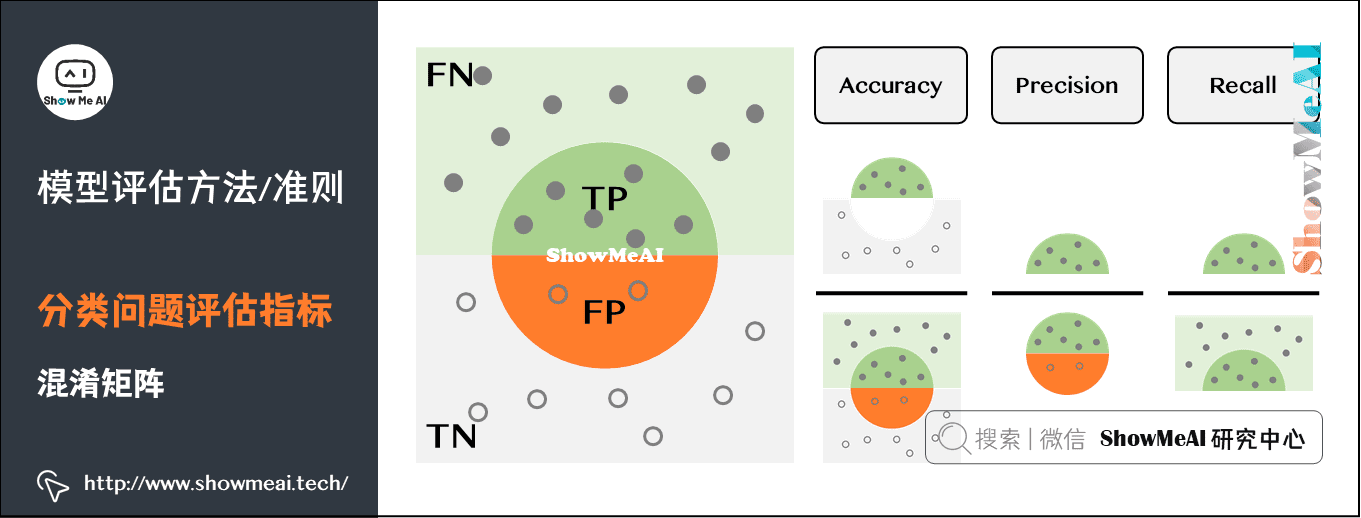 Show Me AI
模型评估方法/准则
分类问题评估指标
混淆矩阵
http://www.showmeai.tech/
FN
TP
ShowMeAI
FP
TN
Accuracy
Precision
Recall
ShowMeAI
搜索 | 微信 ShowMeAI 研究中心